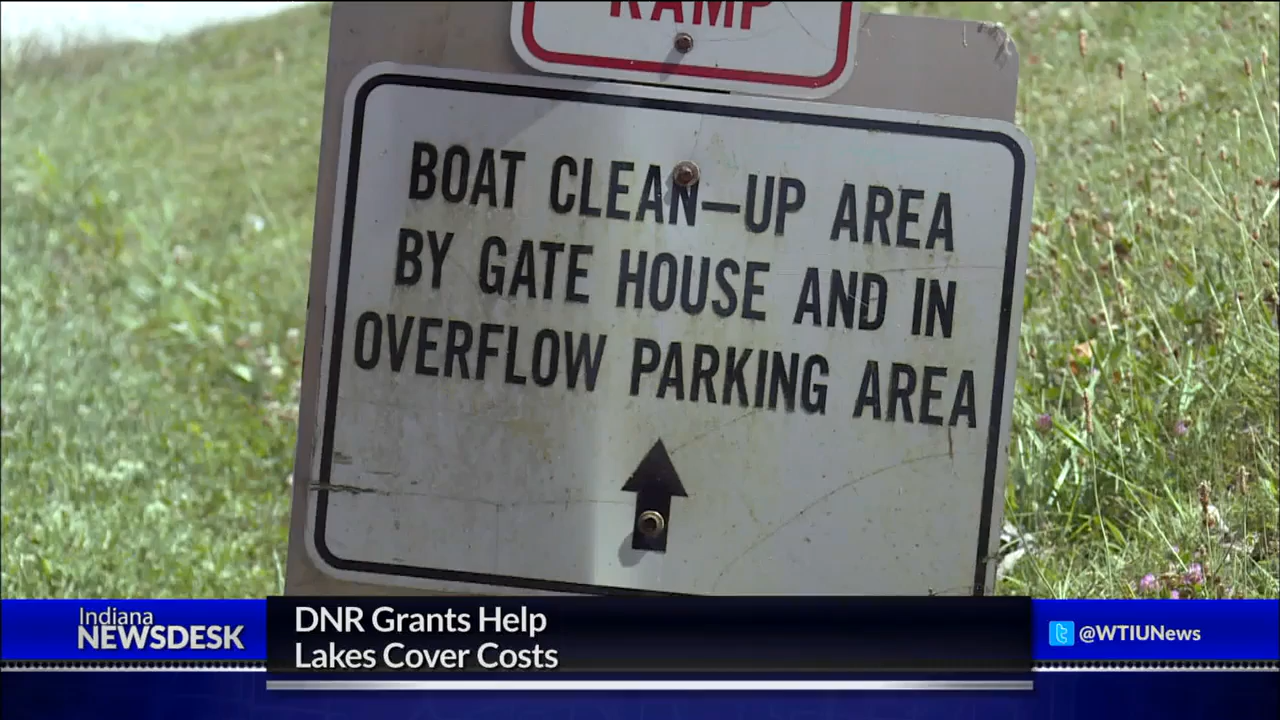 RAMP
BOAT CLEAN-UP AREA
BY GATE HOUSE AND IN
OVERFLOW PARKING AREA
Indiana
NEWSDESK
DNR Grants Help
Lakes Cover Costs
@WTIUNews